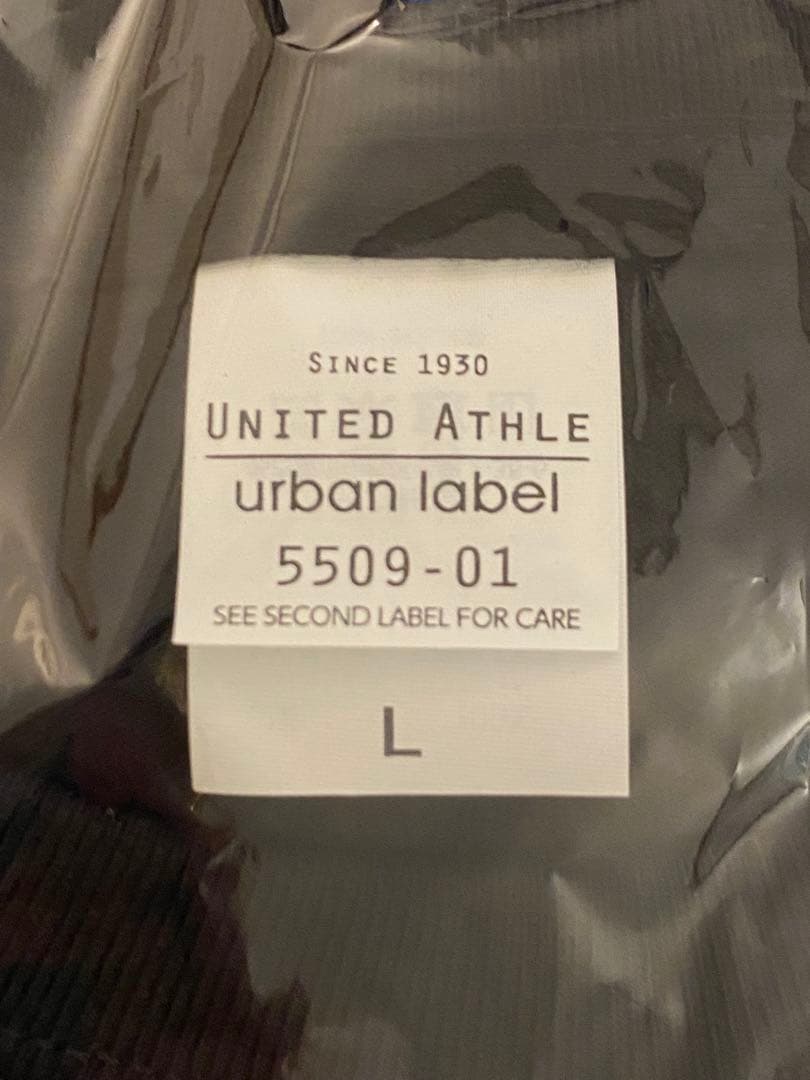 SINCE 1930
UNITED ATHLE
urban label
5509-01
SEE SECOND LABEL FOR CARE
L